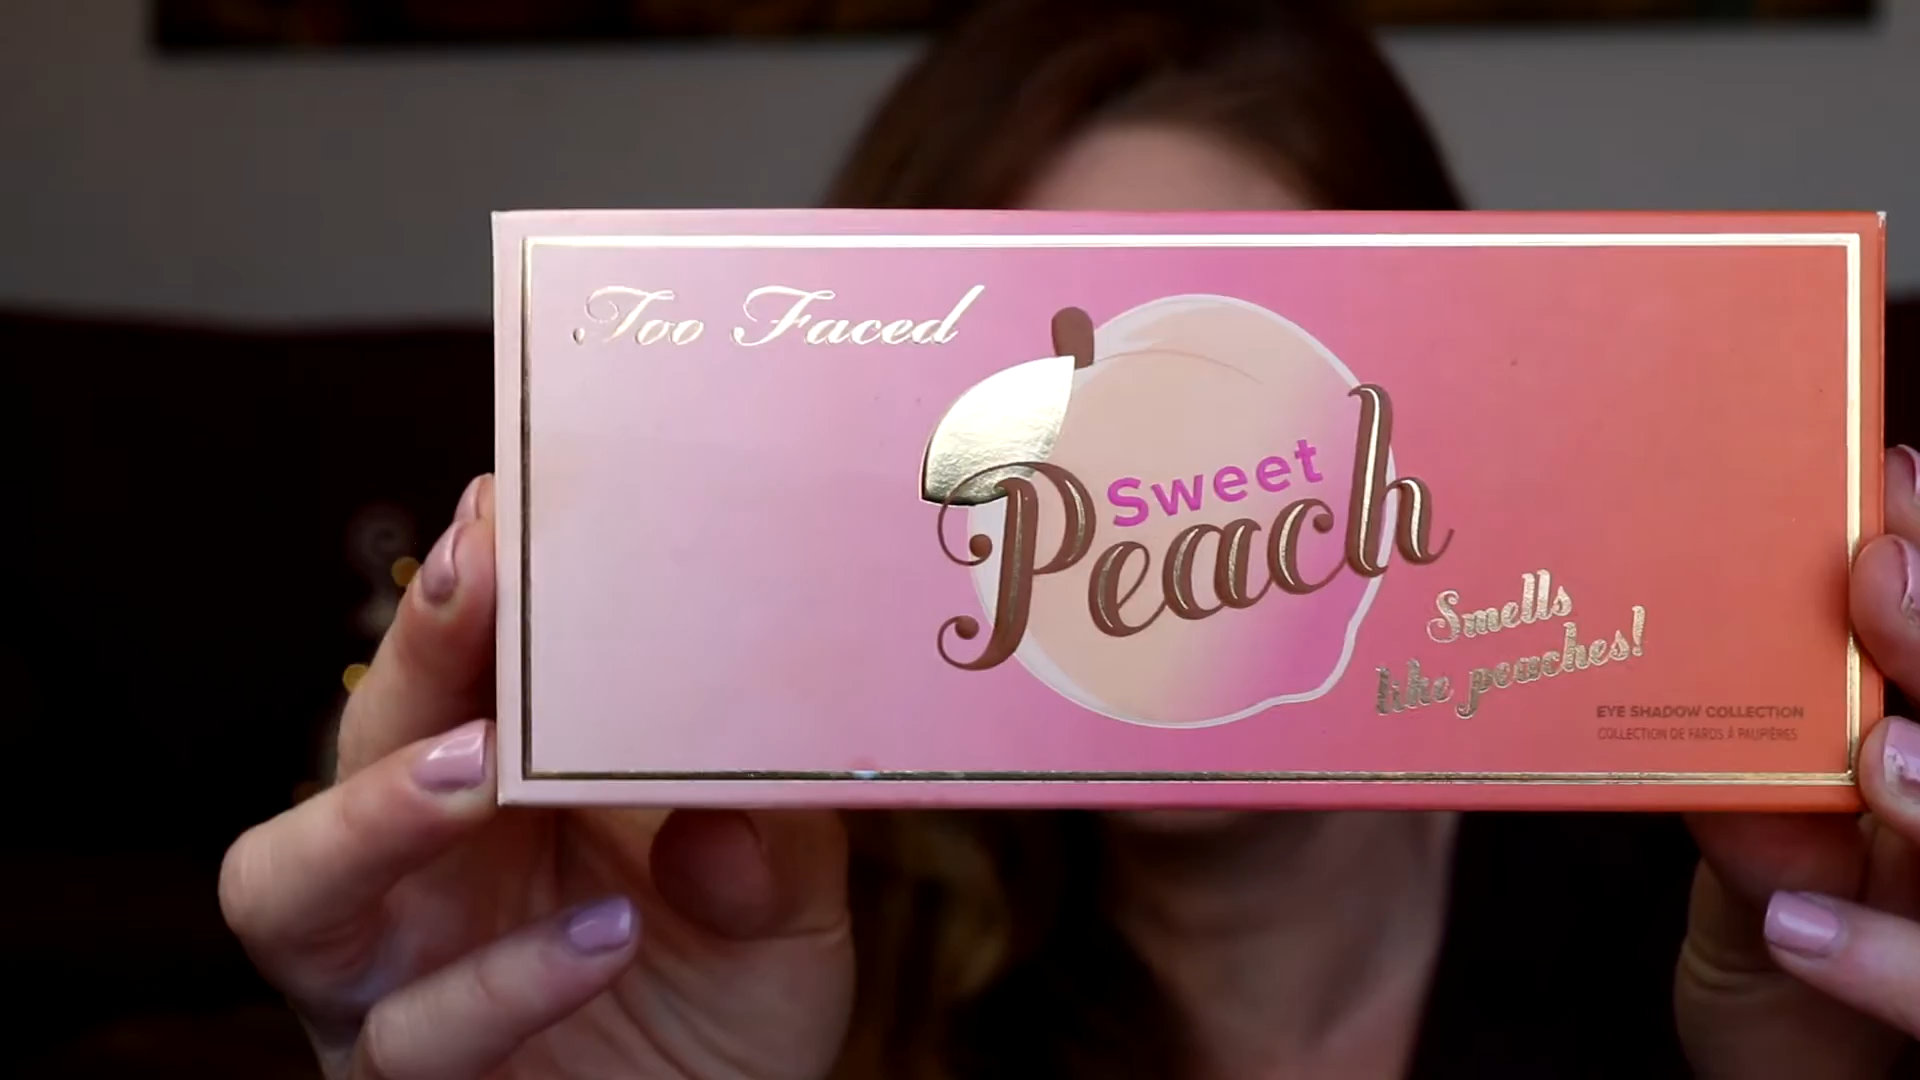 Too Faced
Sweet
Peach
Smells
like peaches!
EYE SHADOW COLLECTION
COLLECTION DE FARDS À PAUPIÈRES